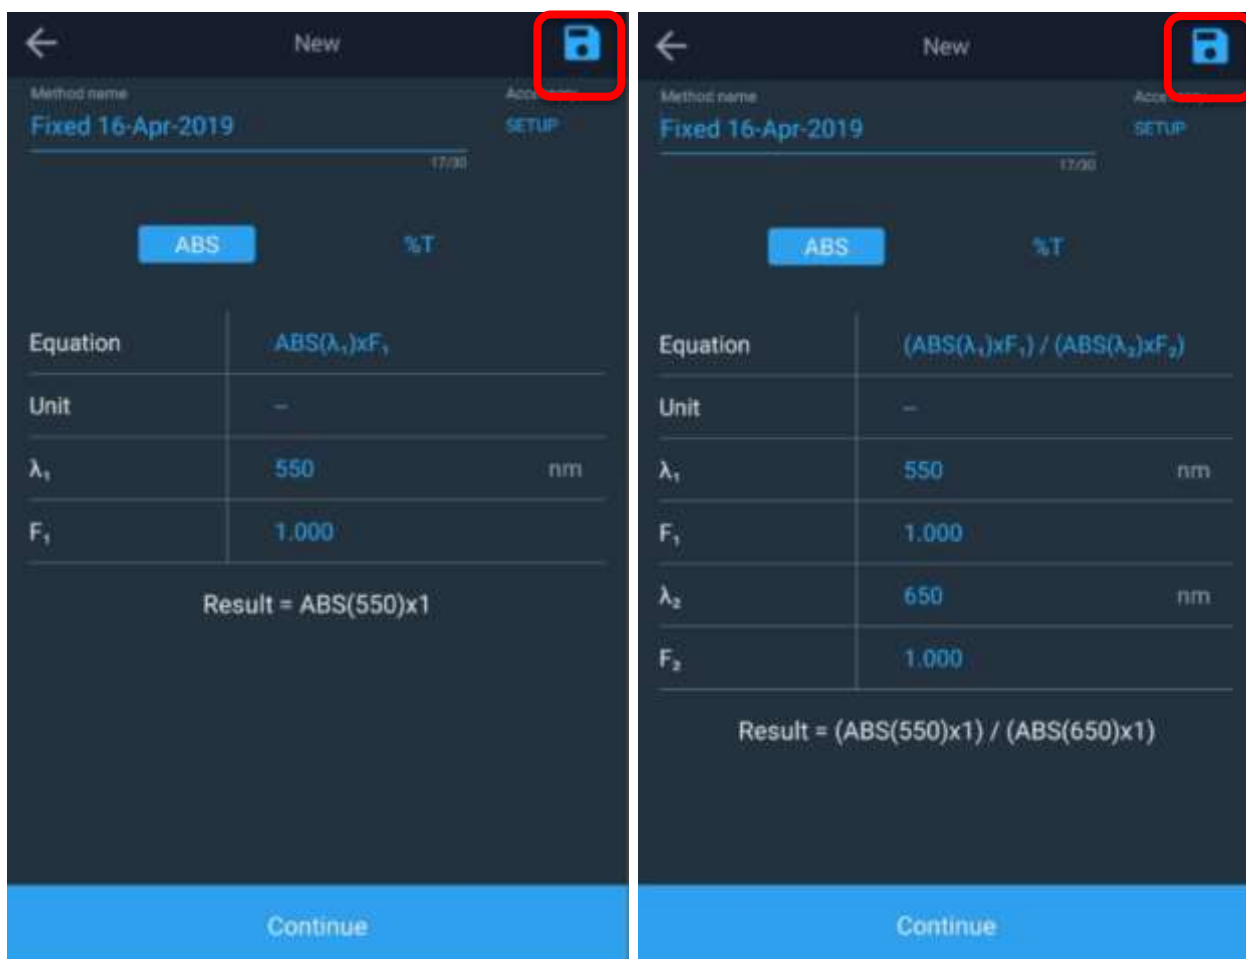 New
Method name
Fixed 16-Apr-2019
SETUP
17/30
ABS %T
Equation ABS(λ₁)xF₁
Unit –
λ₁ 550 nm
F₁ 1.000
Result = ABS(550)x1
Continue
New
Method name
Fixed 16-Apr-2019
SETUP
17/30
ABS %T
Equation (ABS(λ₁)xF₁) / (ABS(λ₂)xF₂)
Unit –
λ₁ 550 nm
F₁ 1.000
λ₂ 650 nm
F₂ 1.000
Result = (ABS(550)x1) / (ABS(650)x1)
Continue